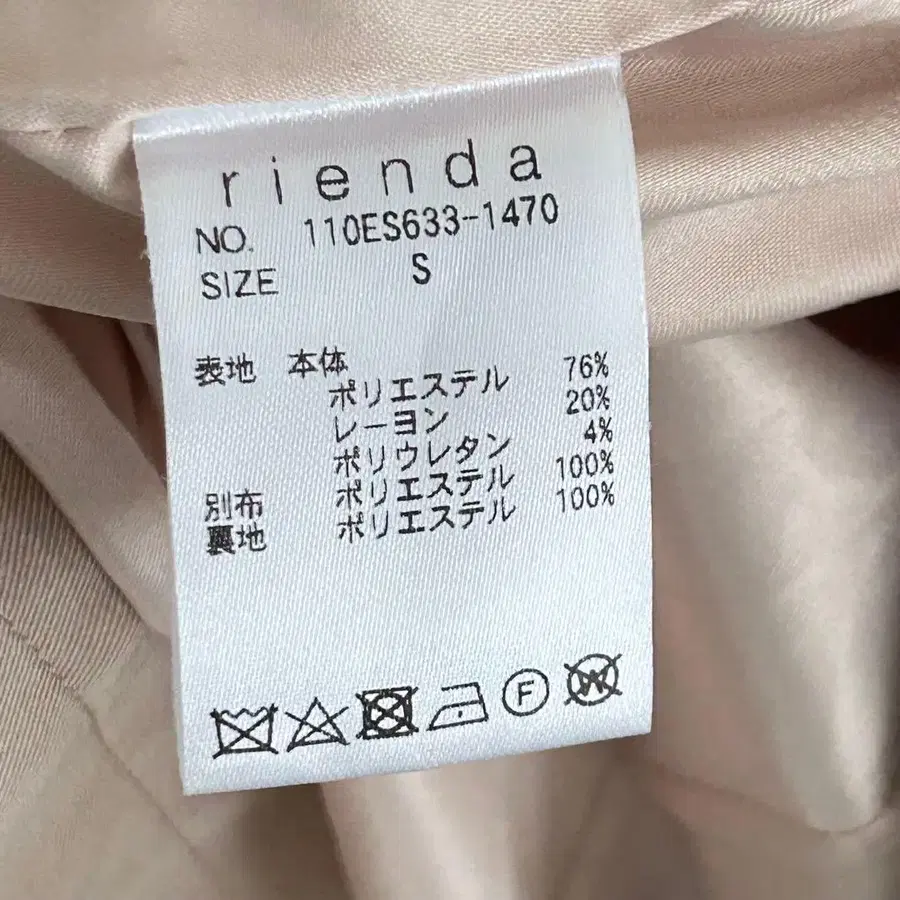 rienda
NO. 110ES633-1470
SIZE S
表地 本体
ポリエステル 76%
レーヨン 20%
ポリウレタン 4%
別布 ポリエステル 100%
裏地 ポリエステル 100%
F W